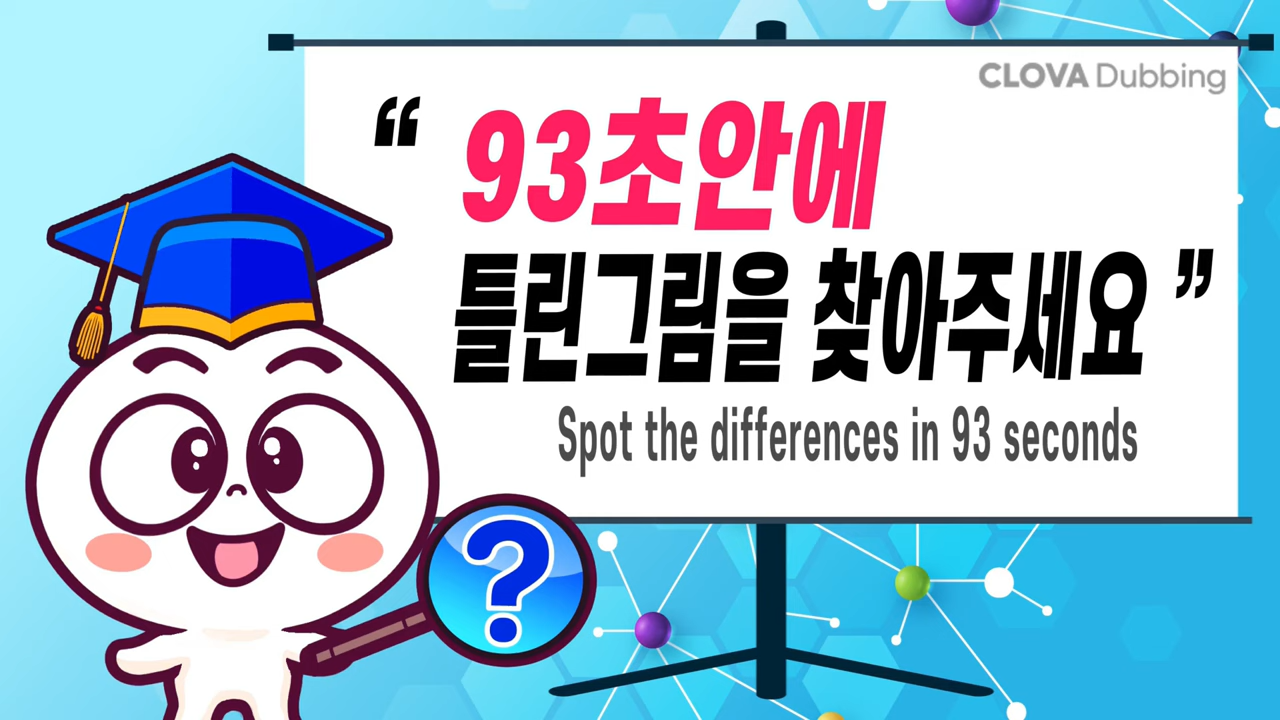 CLOVA Dubbing
“ 93초안에
틀린그림을 찾아주세요 ”
Spot the differences in 93 seconds
?